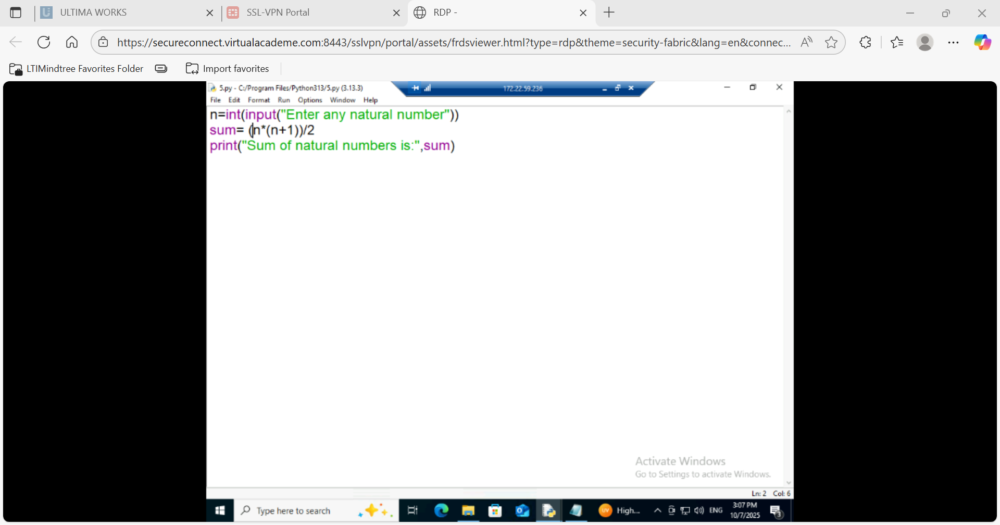 ULTIMA WORKS
SSL-VPN Portal
RDP -
https://secureconnect.virtualacademe.com:8443/sslvpn/portal/assets/frdsviewer.html?type=rdp&theme=security-fabric&lang=en&connec...
LTIMindtree Favorites Folder
Import favorites
5.py - C:/Program Files/Python313/5.py (3.13.3)
172.22.59.236
File Edit Format Run Options Window Help
n=int(input("Enter any natural number"))
sum= (n*(n+1))/2
print("Sum of natural numbers is:",sum)
Activate Windows
Go to Settings to activate Windows.
Ln: 2 Col: 6
Type here to search
UV
High...
ENG
3:07 PM
10/7/2025
3